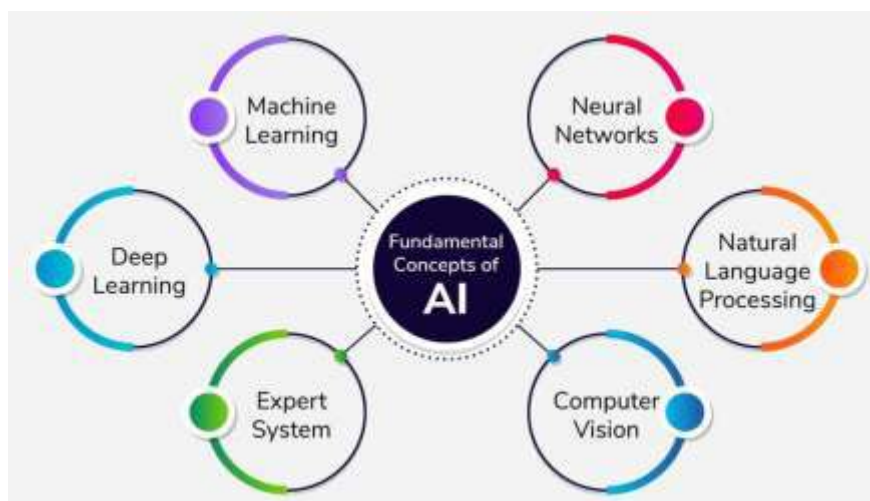 Machine
Learning
Neural
Networks
Deep
Learning
Fundamental
Concepts of
AI
Natural
Language
Processing
Expert
System
Computer
Vision